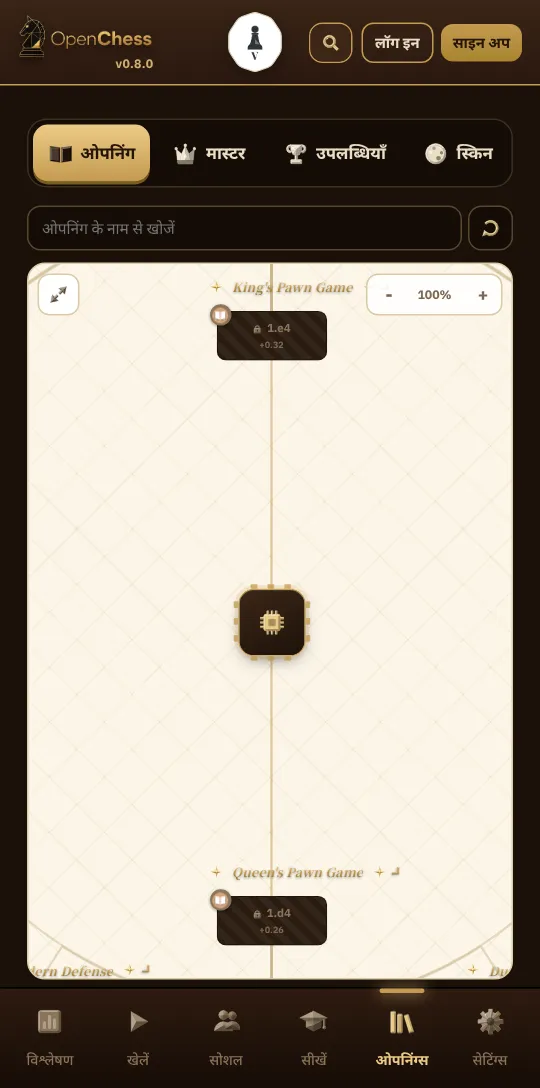 OpenChess
v0.8.0
V
लॉग इन
साइन अप
ओपनिंग
मास्टर
उपलब्धियाँ
स्किन
ओपनिंग के नाम से खोजें
King's Pawn Game
- 100% +
1.e4
+0.32
Queen's Pawn Game
1.d4
+0.26
dern Defense
Du
विश्लेषण
खेलें
सोशल
सीखें
ओपनिंग्स
सेटिंग्स